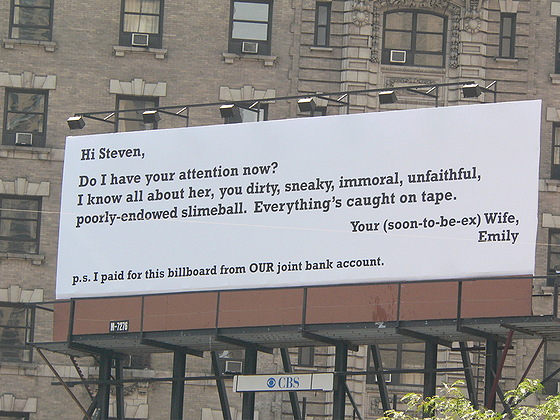 Hi Steven,
Do I have your attention now?
I know all about her, you dirty, sneaky, immoral, unfaithful,
poorly-endowed slimeball. Everything's caught on tape.
Your (soon-to-be-ex) Wife,
Emily
p.s. I paid for this billboard from OUR joint bank account.
N-7276
CBS